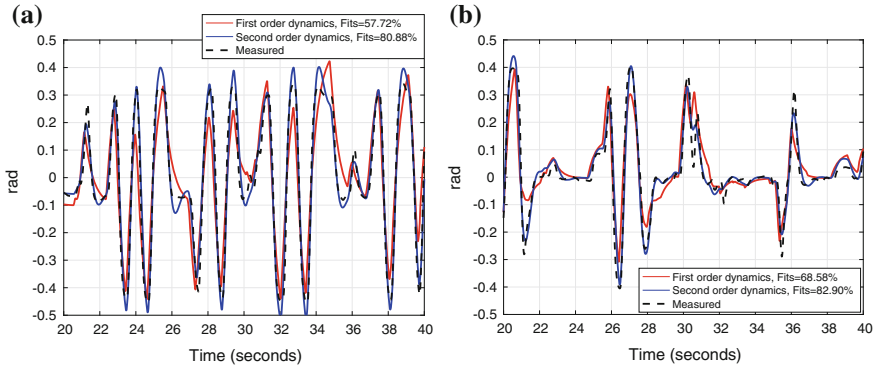 (a)
First order dynamics, Fits=57.72%
Second order dynamics, Fits=80.88%
Measured
0.5
0.4
0.3
0.2
0.1
0
-0.1
-0.2
-0.3
-0.4
-0.5
rad
20 22 24 26 28 30 32 34 36 38 40
Time (seconds)
(b)
0.5
0.4
0.3
0.2
0.1
0
-0.1
-0.2
-0.3
-0.4
-0.5
rad
First order dynamics, Fits=68.58%
Second order dynamics, Fits=82.90%
Measured
20 22 24 26 28 30 32 34 36 38 40
Time (seconds)